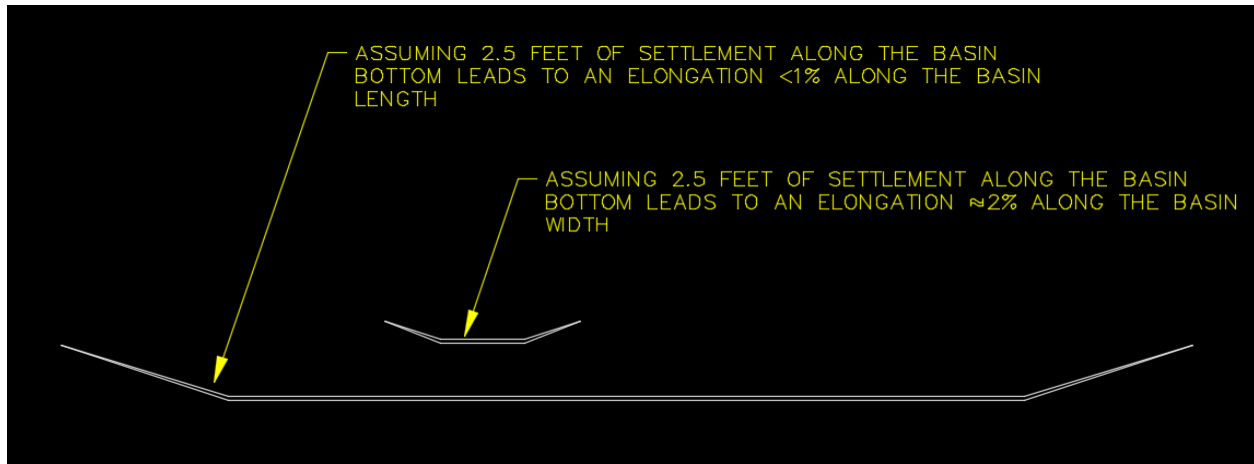 ASSUMING 2.5 FEET OF SETTLEMENT ALONG THE BASIN
BOTTOM LEADS TO AN ELONGATION <1% ALONG THE BASIN
LENGTH
ASSUMING 2.5 FEET OF SETTLEMENT ALONG THE BASIN
BOTTOM LEADS TO AN ELONGATION ≈2% ALONG THE BASIN
WIDTH